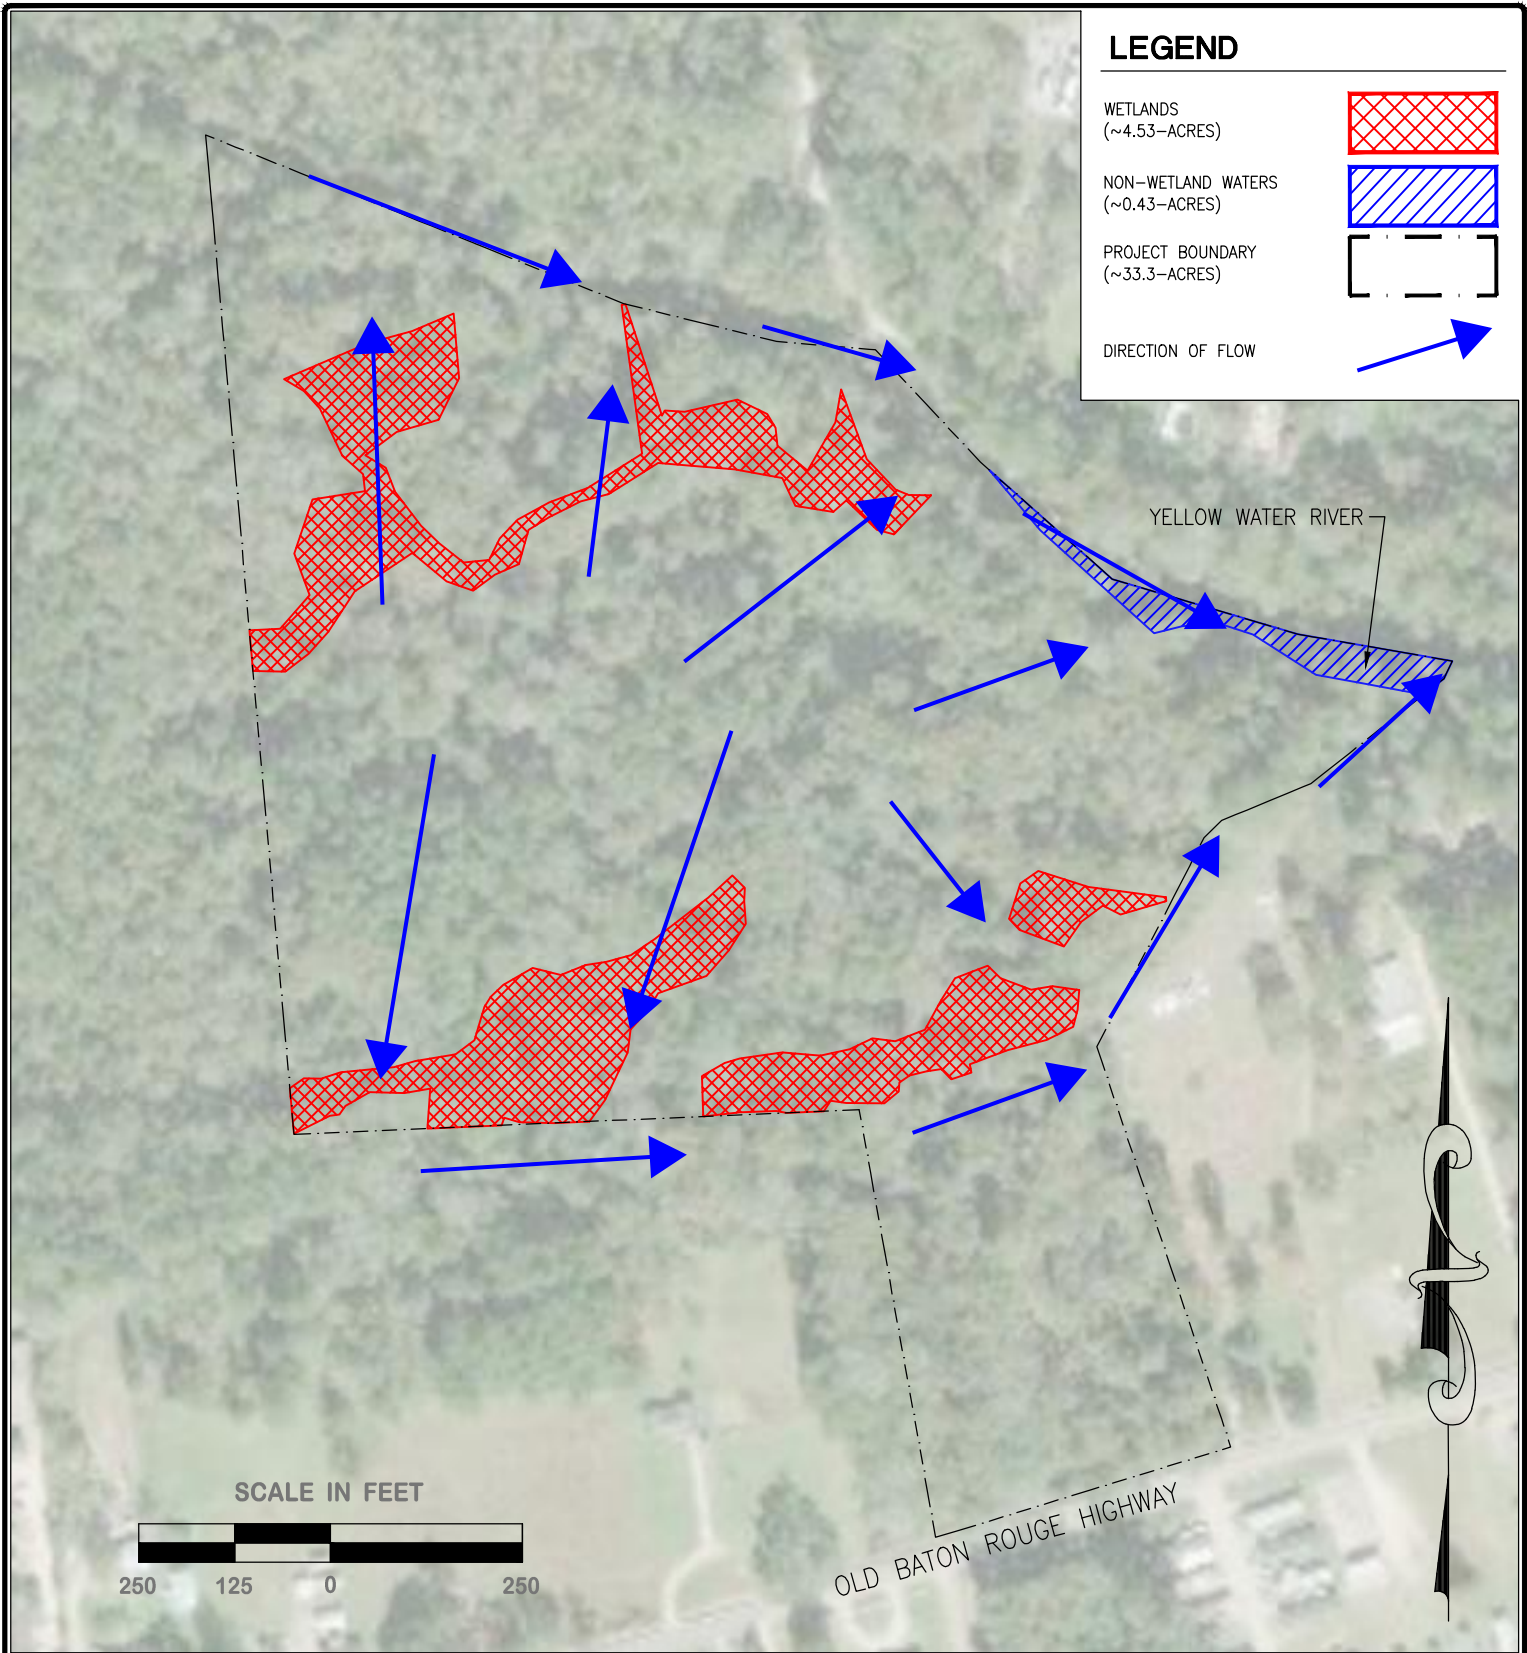 LEGEND
WETLANDS
(~4.53-ACRES)
NON-WETLAND WATERS
(~0.43-ACRES)
PROJECT BOUNDARY
(~33.3-ACRES)
DIRECTION OF FLOW
YELLOW WATER RIVER
SCALE IN FEET
250 125 0 250
OLD BATON ROUGE HIGHWAY